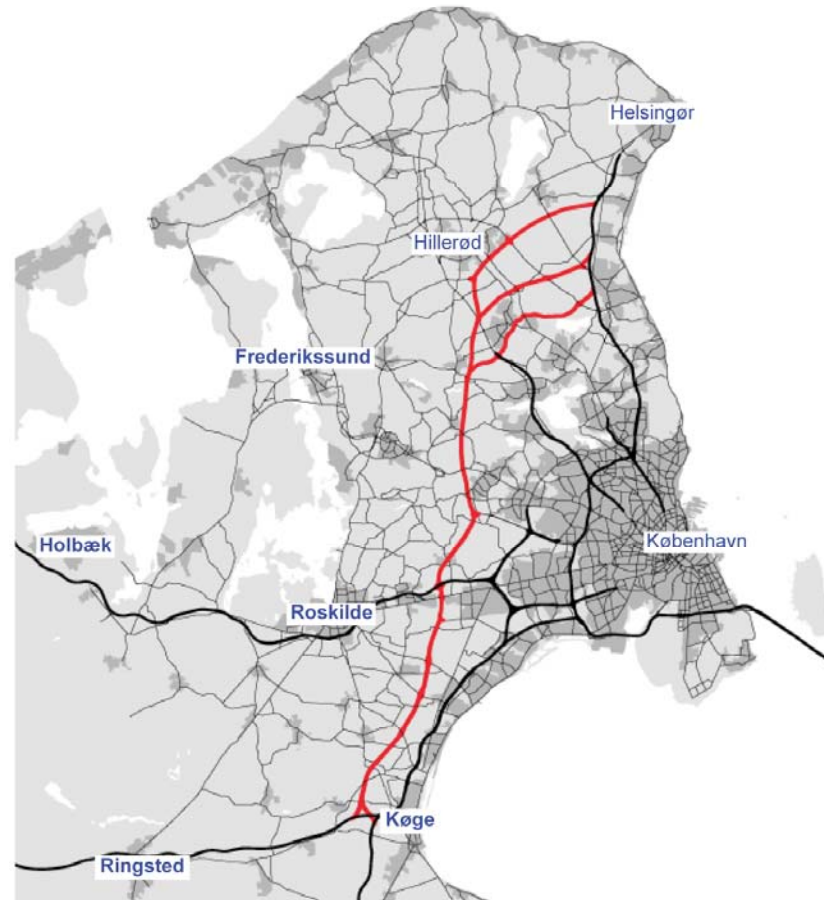 Helsingør
Hillerød
Frederikssund
Holbæk
København
Roskilde
Køge
Ringsted